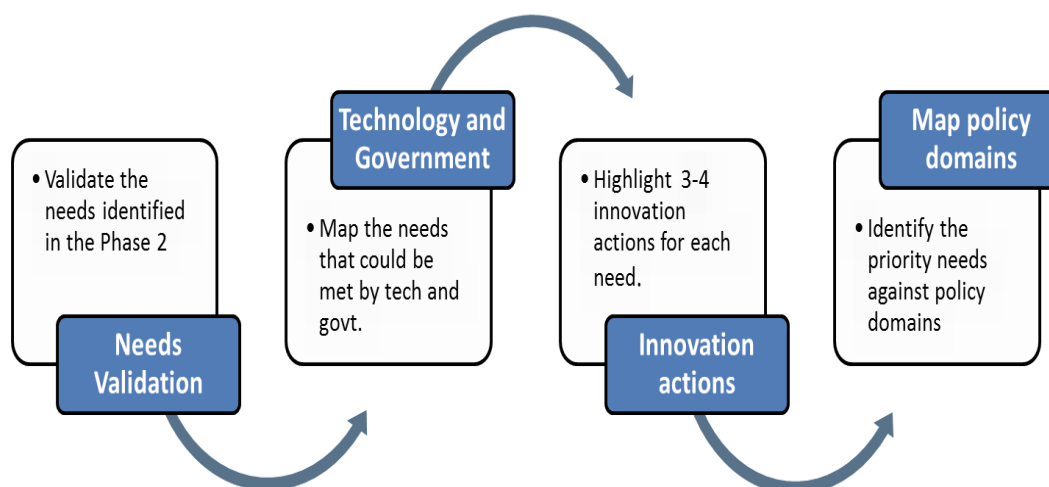 • Validate the
needs identified
in the Phase 2
Needs
Validation
Technology and
Government
• Map the needs
that could be
met by tech and
govt.
• Highlight 3-4
innovation
actions for each
need.
Innovation
actions
Map policy
domains
• Identify the
priority needs
against policy
domains